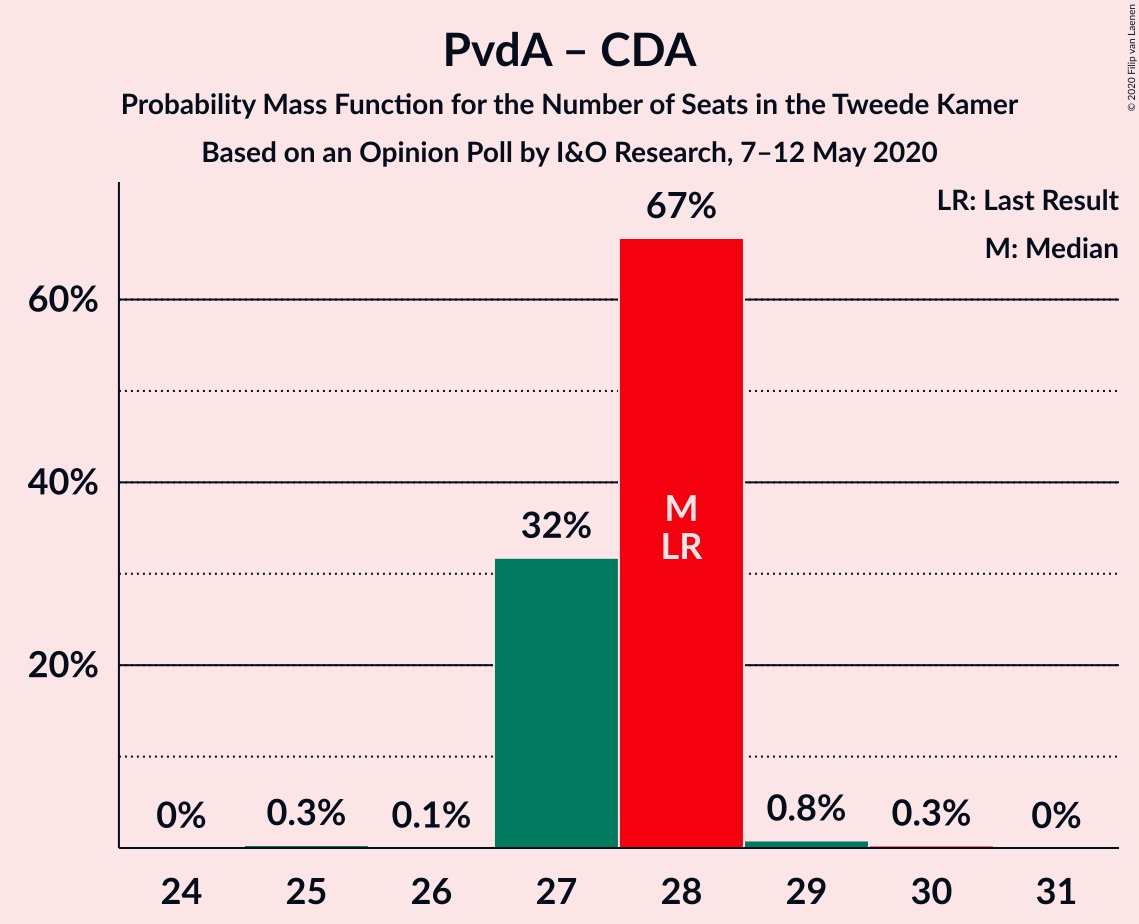 © 2020 Filip van Laenen
PvdA – CDA
Probability Mass Function for the Number of Seats in the Tweede Kamer
Based on an Opinion Poll by I&O Research, 7–12 May 2020
LR: Last Result
M: Median
67%
60%
40%
M
LR
32%
20%
0%
0.3%
0.1%
0.8%
0.3%
0%
24
25
26
27
28
29
30
31